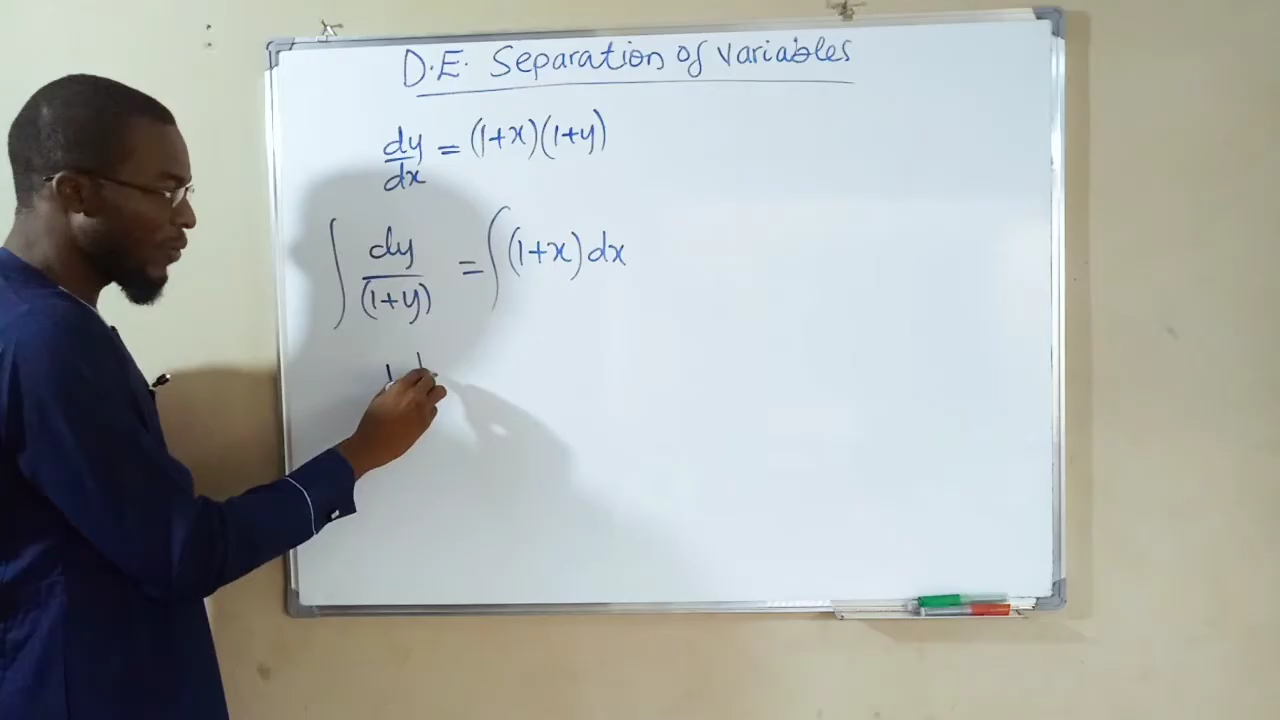 D.E. Separation of variables
dy/dx = (1+x)(1+y)
∫ dy/(1+y) = ∫ (1+x) dx